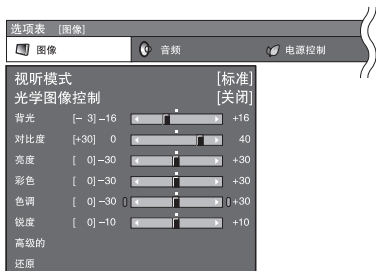 选项表 [图像]
图像 音频 电源控制
视听模式 [标准]
光学图像控制 [关闭]
背光 [– 3] –16 +16
对比度 [+30] 0 40
亮度 [ 0] –30 +30
彩色 [ 0] –30 +30
色调 [ 0] –30 +30
锐度 [ 0] –10 +10
高级的
还原